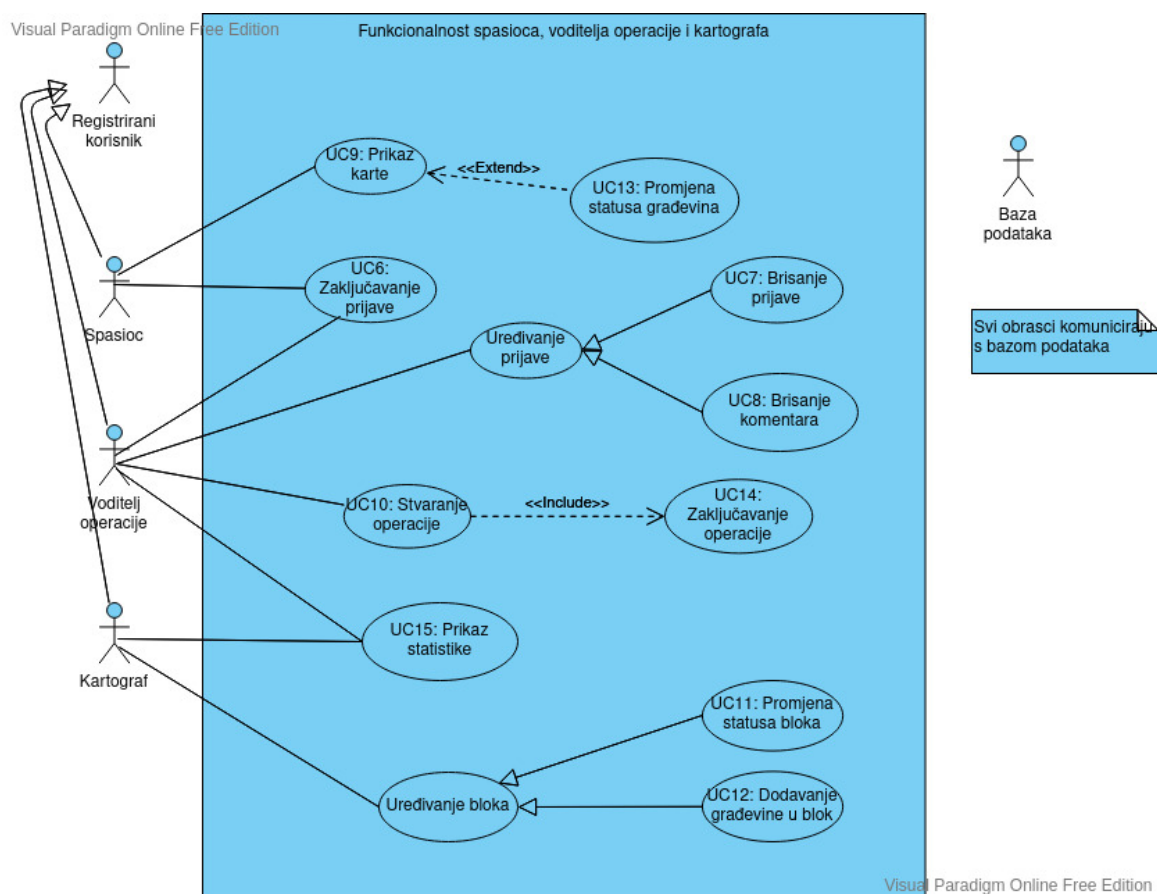 Visual Paradigm Online Free Edition
Funkcionalnost spasioca, voditelja operacije i kartografa
Registrirani
korisnik
UC9: Prikaz
karte
<<Extend>>
UC13: Promjena
statusa građevina
Baza
podataka
Spasioc
UC6:
Zaključavanje
prijave
UC7: Brisanje
prijave
Uređivanje
prijave
Svi obrasci komuniciraju
s bazom podataka
UC8: Brisanje
komentara
Voditelj
operacije
UC10: Stvaranje
operacije
<<Include>>
UC14:
Zaključavanje
operacije
Kartograf
UC15: Prikaz
statistike
UC11: Promjena
statusa bloka
Uređivanje bloka
UC12: Dodavanje
građevine u blok
Visual Paradigm Online Free Edition